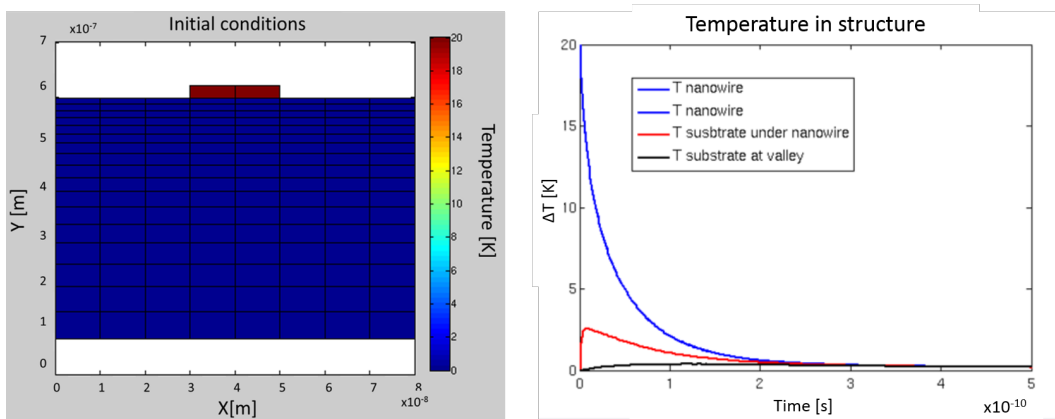 Initial conditions
x10-7
7
6
5
4
3
2
1
0
Y [m]
0 1 2 3 4 5 6 7 8
X[m]
x10-8
20
18
16
14
12
10
8
6
4
2
0
Temperature [K]
Temperature in structure
20
15
10
5
0
ΔT [K]
T nanowire
T nanowire
T susbtrate under nanowire
T substrate at valley
0 1 2 3 4 5
Time [s]
x10-10